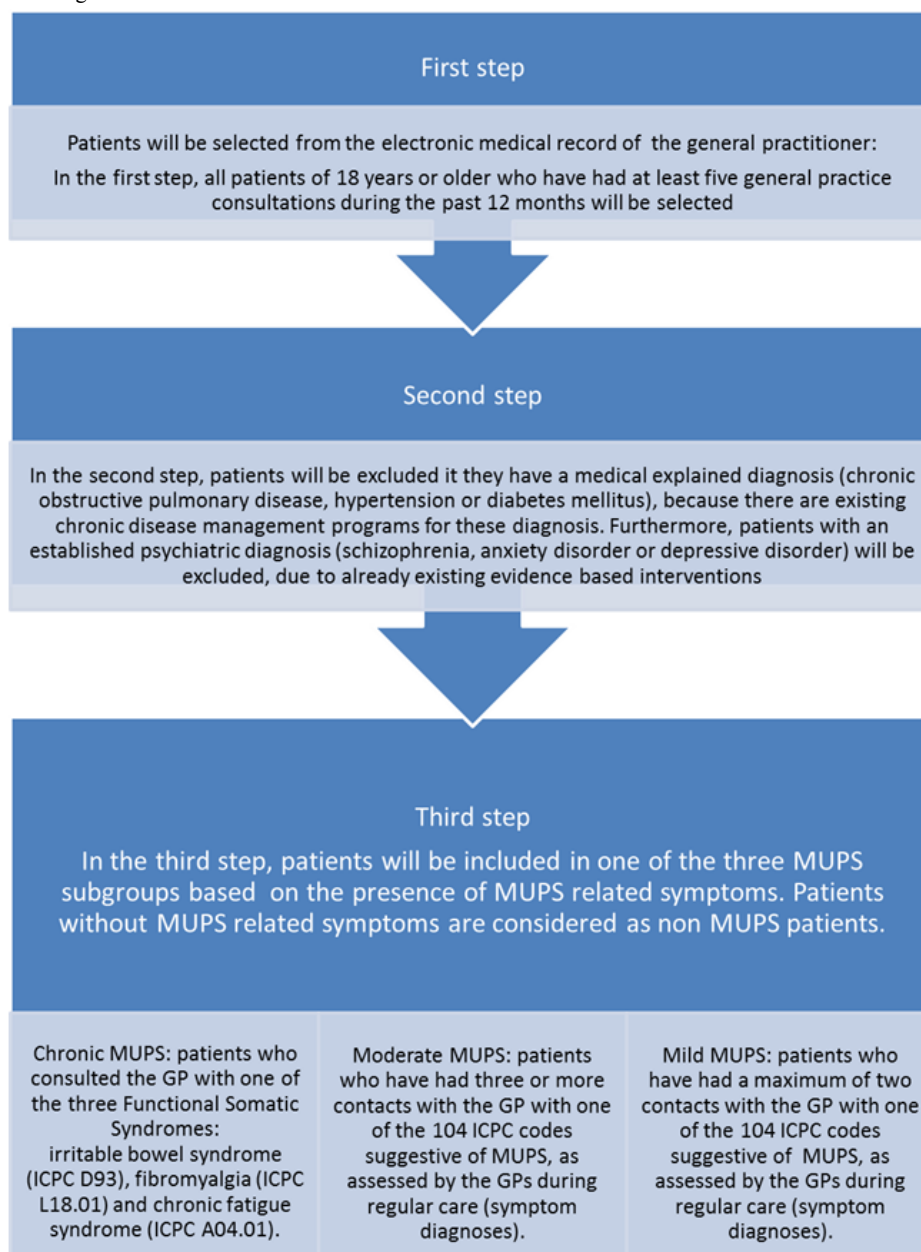 First step
Patients will be selected from the electronic medical record of the general practitioner:
In the first step, all patients of 18 years or older who have had at least five general practice
consultations during the past 12 months will be selected
Second step
In the second step, patients will be excluded it they have a medical explained diagnosis (chronic
obstructive pulmonary disease, hypertension or diabetes mellitus), because there are existing
chronic disease management programs for these diagnosis. Furthermore, patients with an
established psychiatric diagnosis (schizophrenia, anxiety disorder or depressive disorder) will be
excluded, due to already existing evidence based interventions
Third step
In the third step, patients will be included in one of the three MUPS
subgroups based on the presence of MUPS related symptoms. Patients
without MUPS related symptoms are considered as non MUPS patients.
Chronic MUPS: patients who
consulted the GP with one of
the three Functional Somatic
Syndromes:
irritable bowel syndrome
(ICPC D93), fibromyalgia (ICPC
L18.01) and chronic fatigue
syndrome (ICPC A04.01).
Moderate MUPS: patients
who have had three or more
contacts with the GP with one
of the 104 ICPC codes
suggestive of MUPS, as
assessed by the GPs during
regular care (symptom
diagnoses).
Mild MUPS: patients who
have had a maximum of two
contacts with the GP with one
of the 104 ICPC codes
suggestive of MUPS, as
assessed by the GPs during
regular care (symptom
diagnoses).